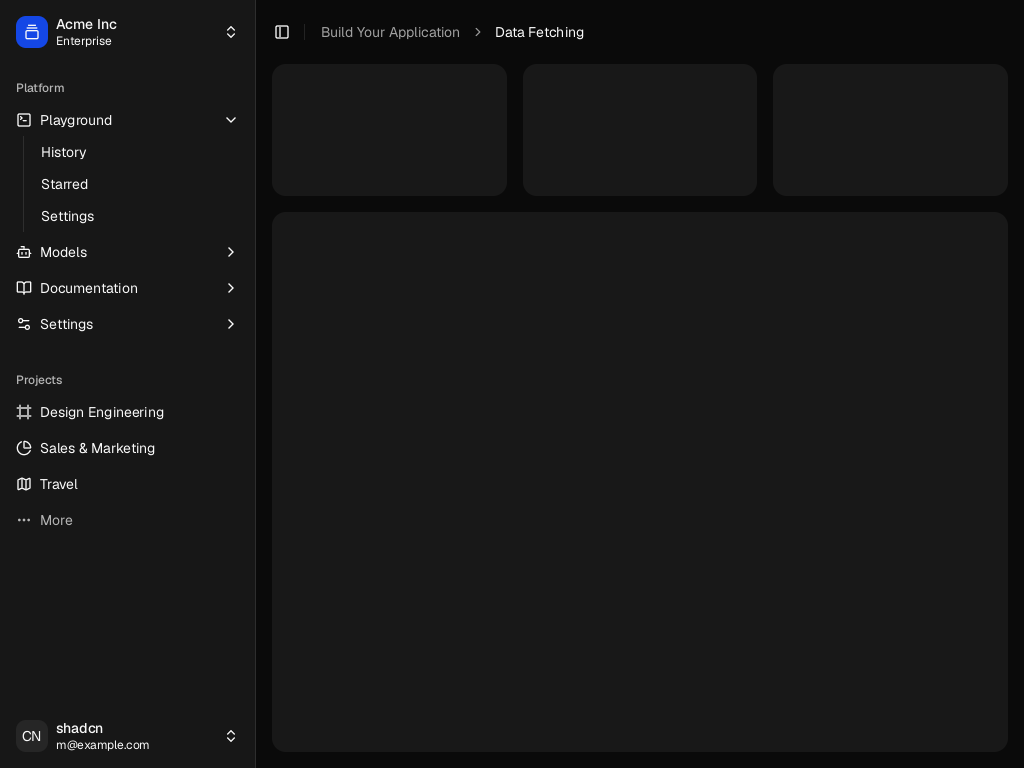 Acme Inc
Enterprise
Platform
Playground
History
Starred
Settings
Models
Documentation
Settings
Projects
Design Engineering
Sales & Marketing
Travel
More
CN
shadcn
m@example.com
Build Your Application
Data Fetching